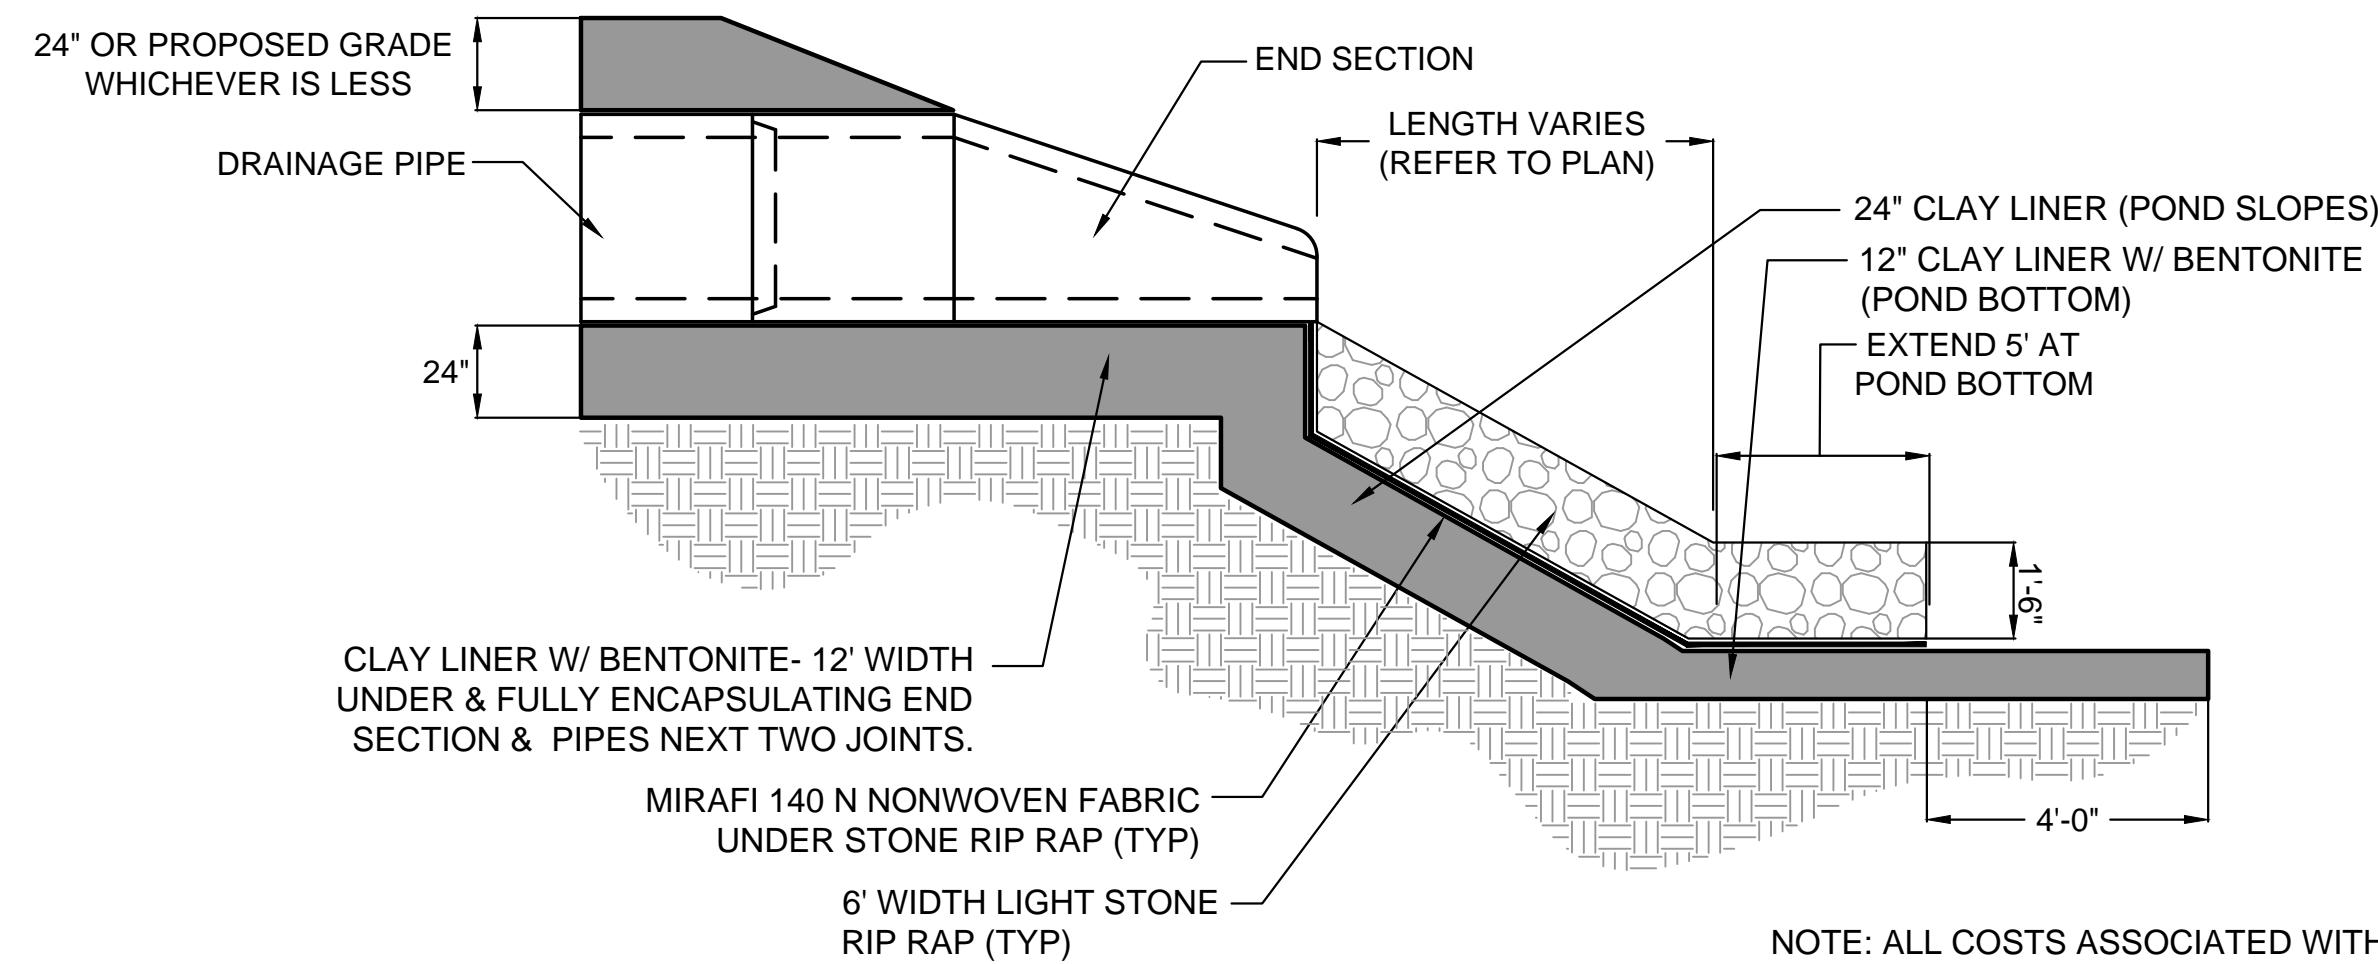 24" OR PROPOSED GRADE
WHICHEVER IS LESS
END SECTION
LENGTH VARIES
(REFER TO PLAN)
DRAINAGE PIPE
24" CLAY LINER (POND SLOPES)
12" CLAY LINER W/ BENTONITE
(POND BOTTOM)
EXTEND 5' AT
POND BOTTOM
24"
1'-6"
CLAY LINER W/ BENTONITE- 12' WIDTH
UNDER & FULLY ENCAPSULATING END
SECTION & PIPES NEXT TWO JOINTS.
MIRAFI 140 N NONWOVEN FABRIC
UNDER STONE RIP RAP (TYP)
4'-0"
6' WIDTH LIGHT STONE
RIP RAP (TYP)
NOTE: ALL COSTS ASSOCIATED WITH